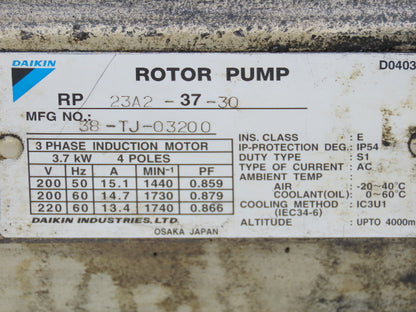 DAIKIN
ROTOR PUMP
D0403
RP 23A2-37-30
MFG NO.: 38-TJ-03200
3 PHASE INDUCTION MOTOR
3.7 kW 4 POLES
V Hz A MIN⁻¹ PF
200 50 15.1 1440 0.859
200 60 14.7 1730 0.879
220 60 13.4 1740 0.866
DAIKIN INDUSTRIES, LTD.
OSAKA JAPAN
INS. CLASS : E
IP-PROTECTION DEG.: IP54
DUTY TYPE : S1
TYPE OF CURRENT : AC
AMBIENT TEMP :
AIR : -20~40℃
COOLANT(OIL) : 0~60℃
COOLING METHOD : IC3U1
(IEC34-6)
ALTITUDE : UPTO 4000m